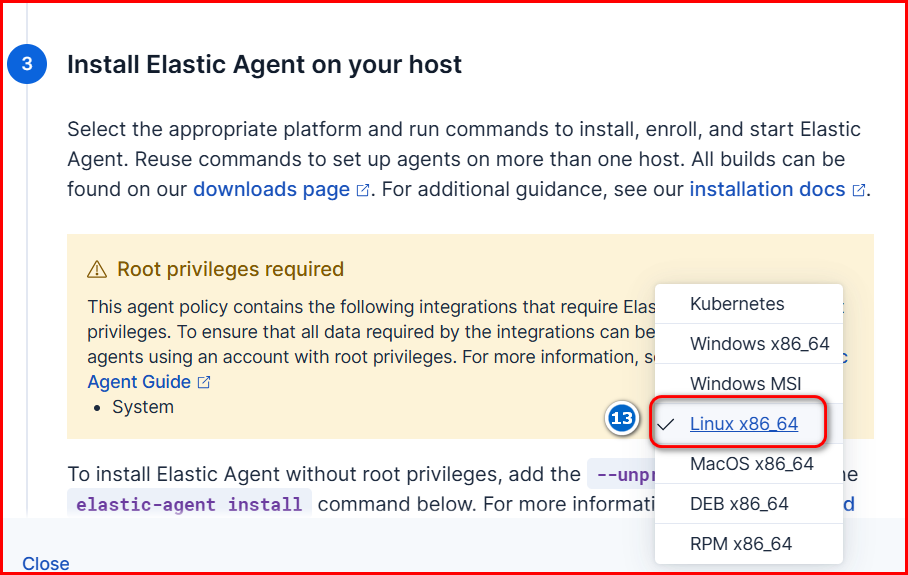 3
Install Elastic Agent on your host
Select the appropriate platform and run commands to install, enroll, and start Elastic
Agent. Reuse commands to set up agents on more than one host. All builds can be
found on our downloads page. For additional guidance, see our installation docs.
Root privileges required
This agent policy contains the following integrations that require
privileges. To ensure that all data required by the integrations can be
agents using an account with root privileges. For more information,
Agent Guide
• System
To install Elastic Agent without root privileges, add the
elastic-agent install command below. For more
Kubernetes
Windows x86_64
Windows MSI
13
Linux x86_64
MacOS x86_64
DEB x86_64
RPM x86_64
Close